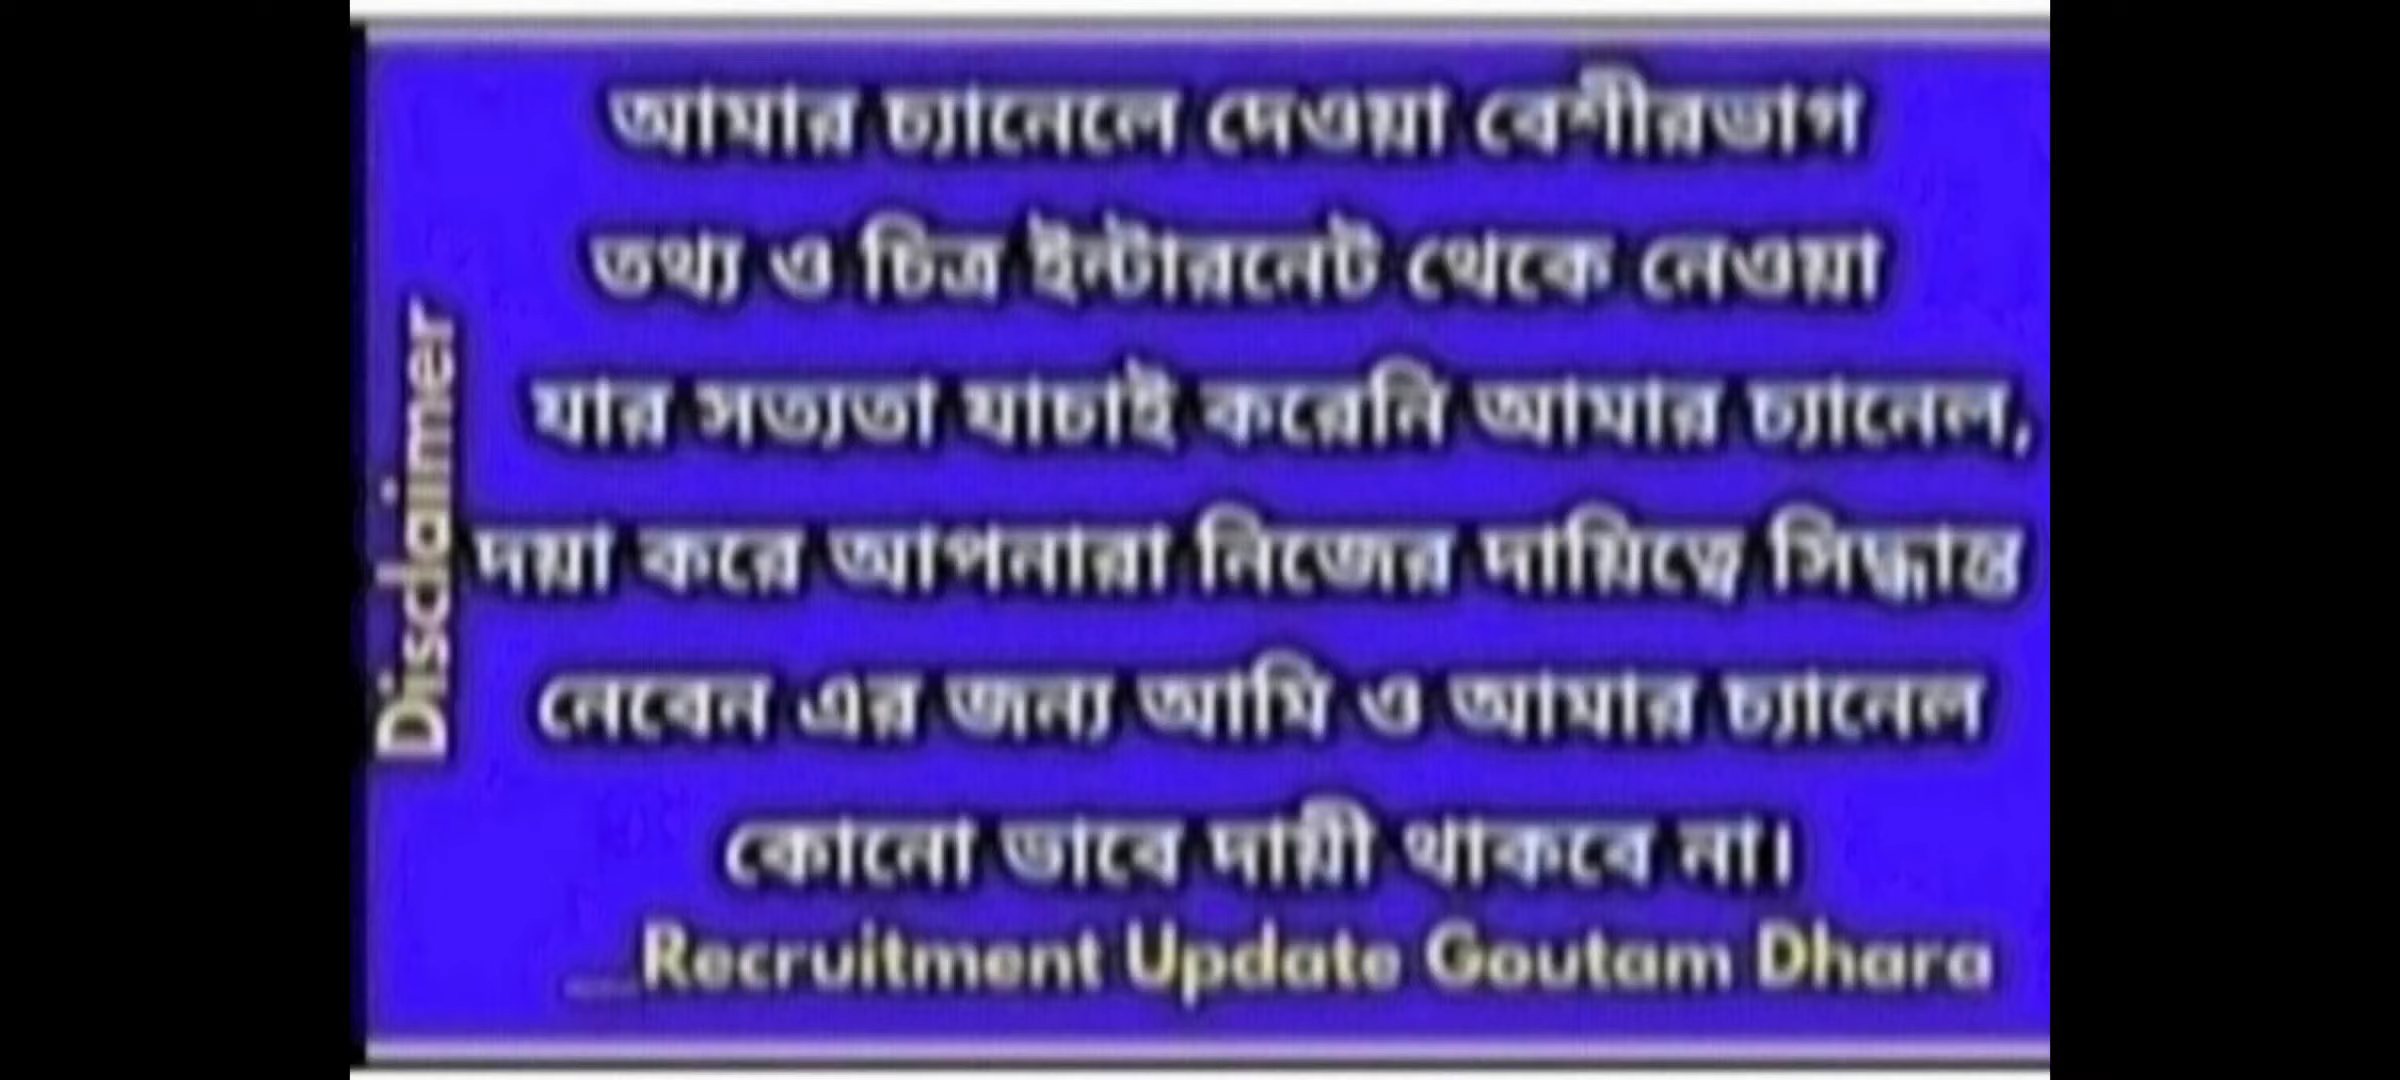 Disclaimer
আমার চ্যানেলে দেওয়া বেশীরভাগ
তথ্য ও চিত্র ইন্টারনেট থেকে নেওয়া
যার সত্যতা যাচাই করেনি আমার চ্যানেল,
দয়া করে আপনারা নিজের দায়িত্বে সিদ্ধান্ত
নেবেন এর জন্য আমি ও আমার চ্যানেল
কোনো ভাবে দায়ী থাকবে না।
__Recruitment Update Goutam Dhara